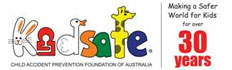 Kidsafe
CHILD ACCIDENT PREVENTION FOUNDATION OF AUSTRALIA
Making a Safer
World for Kids
for over
30
years